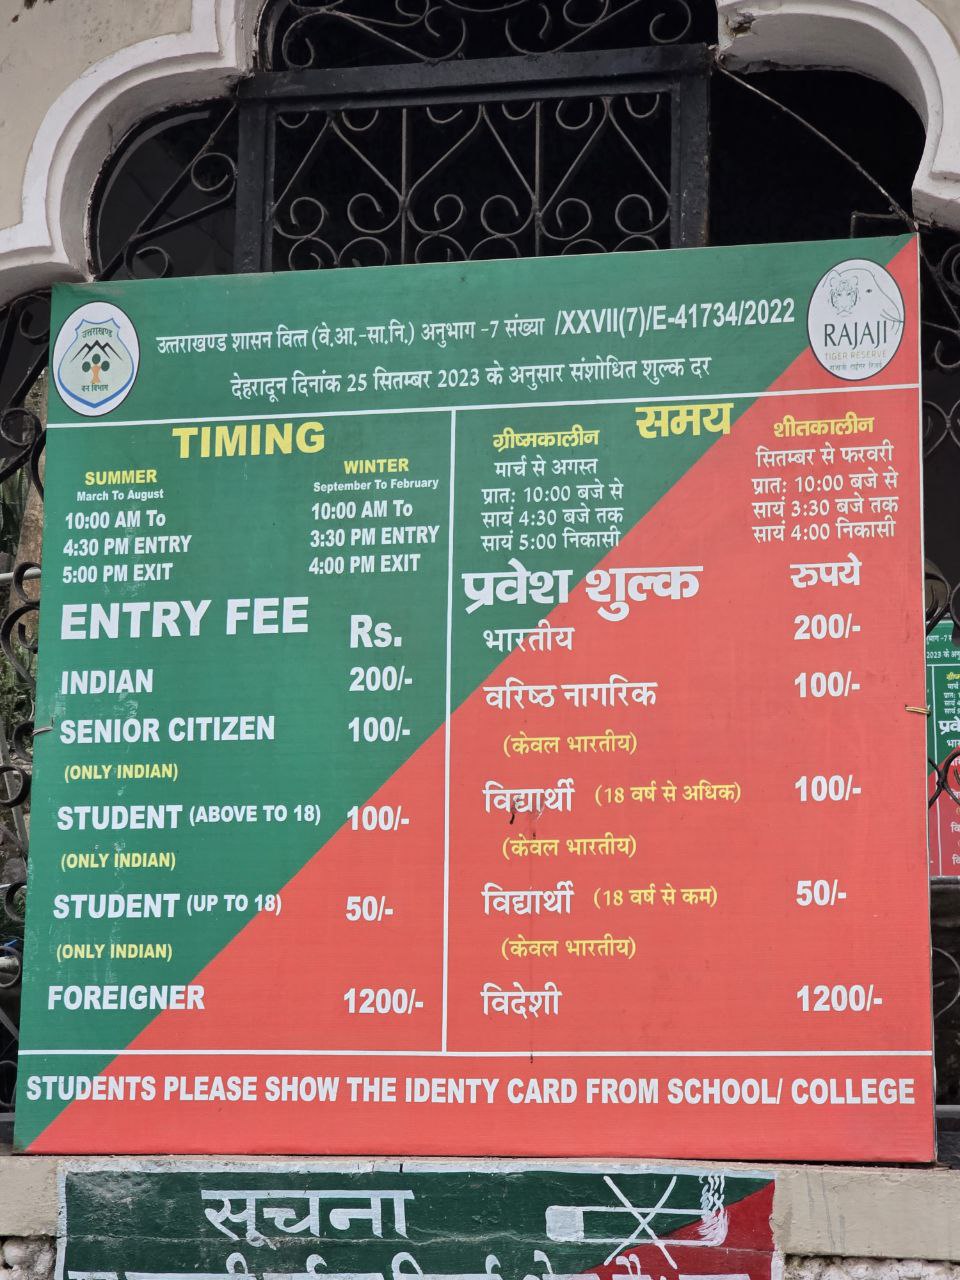 उत्तराखण्ड
वन विभाग
उत्तराखण्ड शासन वित्त (वे.आ.-सा.नि.) अनुभाग -7 संख्या /XXVII(7)/E-41734/2022
देहरादून दिनांक 25 सितम्बर 2023 के अनुसार संशोधित शुल्क दर
RAJAJI
TIGER RESERVE
राजाजी टाईगर रिजर्व
TIMING
SUMMER
March To August
10:00 AM To
4:30 PM ENTRY
5:00 PM EXIT
WINTER
September To February
10:00 AM To
3:30 PM ENTRY
4:00 PM EXIT
ENTRY FEE Rs.
INDIAN 200/-
SENIOR CITIZEN 100/-
(ONLY INDIAN)
STUDENT (ABOVE TO 18) 100/-
(ONLY INDIAN)
STUDENT (UP TO 18) 50/-
(ONLY INDIAN)
FOREIGNER 1200/-
समय
ग्रीष्मकालीन
मार्च से अगस्त
प्रात: 10:00 बजे से
सायं 4:30 बजे तक
सायं 5:00 निकासी
शीतकालीन
सितम्बर से फरवरी
प्रात: 10:00 बजे से
सायं 3:30 बजे तक
सायं 4:00 निकासी
प्रवेश शुल्क रुपये
भारतीय 200/-
वरिष्ठ नागरिक 100/-
(केवल भारतीय)
विद्यार्थी (18 वर्ष से अधिक) 100/-
(केवल भारतीय)
विद्यार्थी (18 वर्ष से कम) 50/-
(केवल भारतीय)
विदेशी 1200/-
STUDENTS PLEASE SHOW THE IDENTY CARD FROM SCHOOL/ COLLEGE
सूचना